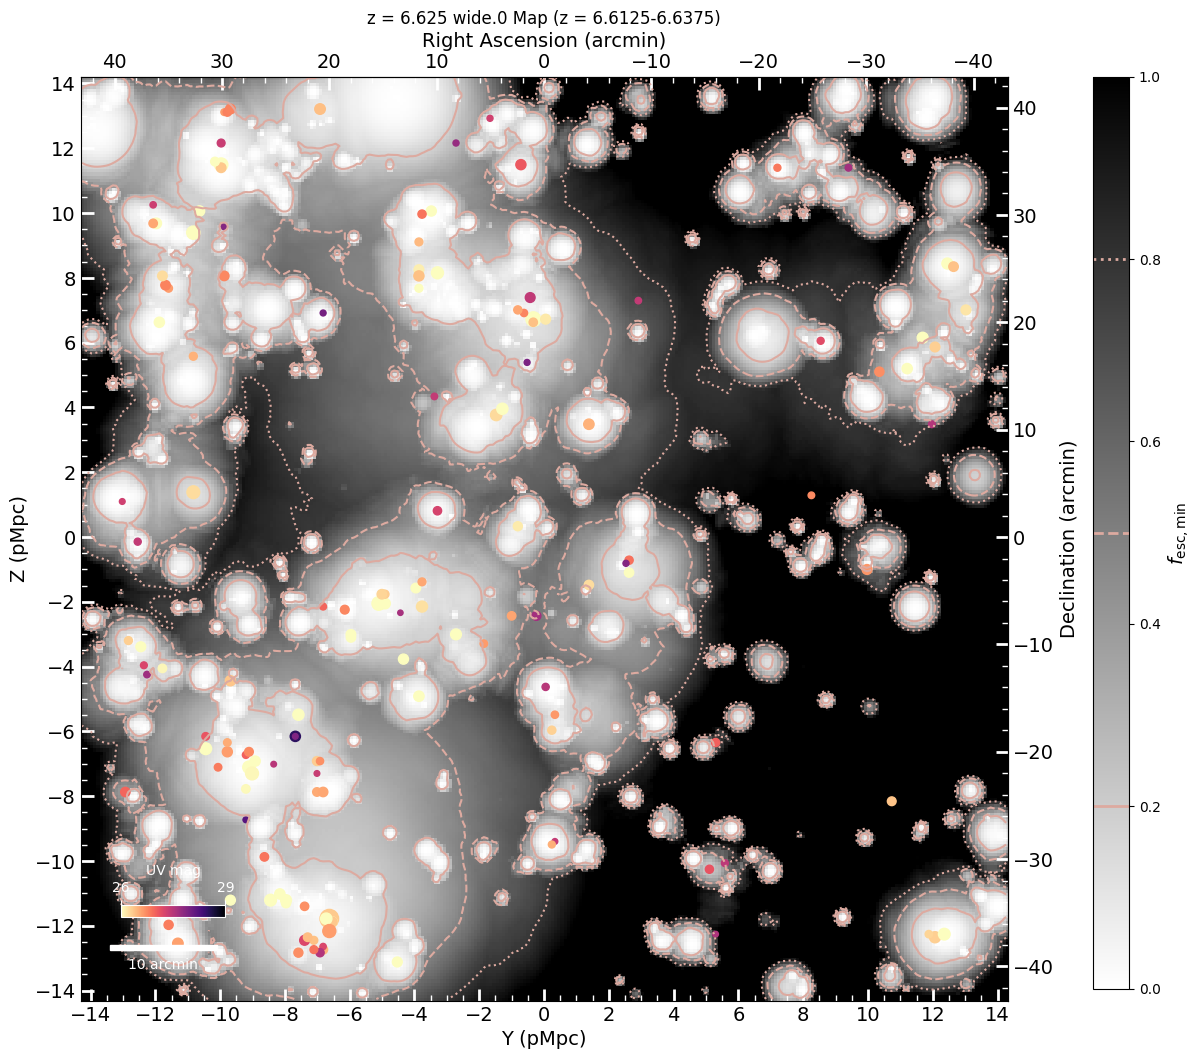 z = 6.625 wide.0 Map (z = 6.6125-6.6375)
Right Ascension (arcmin)
40 30 20 10 0 −10 −20 −30 −40
14 12 10 8 6 4 2 0 −2 −4 −6 −8 −10 −12 −14
Z (pMpc)
40 30 20 10 0 −10 −20 −30 −40
Declination (arcmin)
UV mag
26 29
10 arcmin
−14 −12 −10 −8 −6 −4 −2 0 2 4 6 8 10 12 14
Y (pMpc)
1.0
0.8
0.6
0.4
0.2
0.0
fesc,min